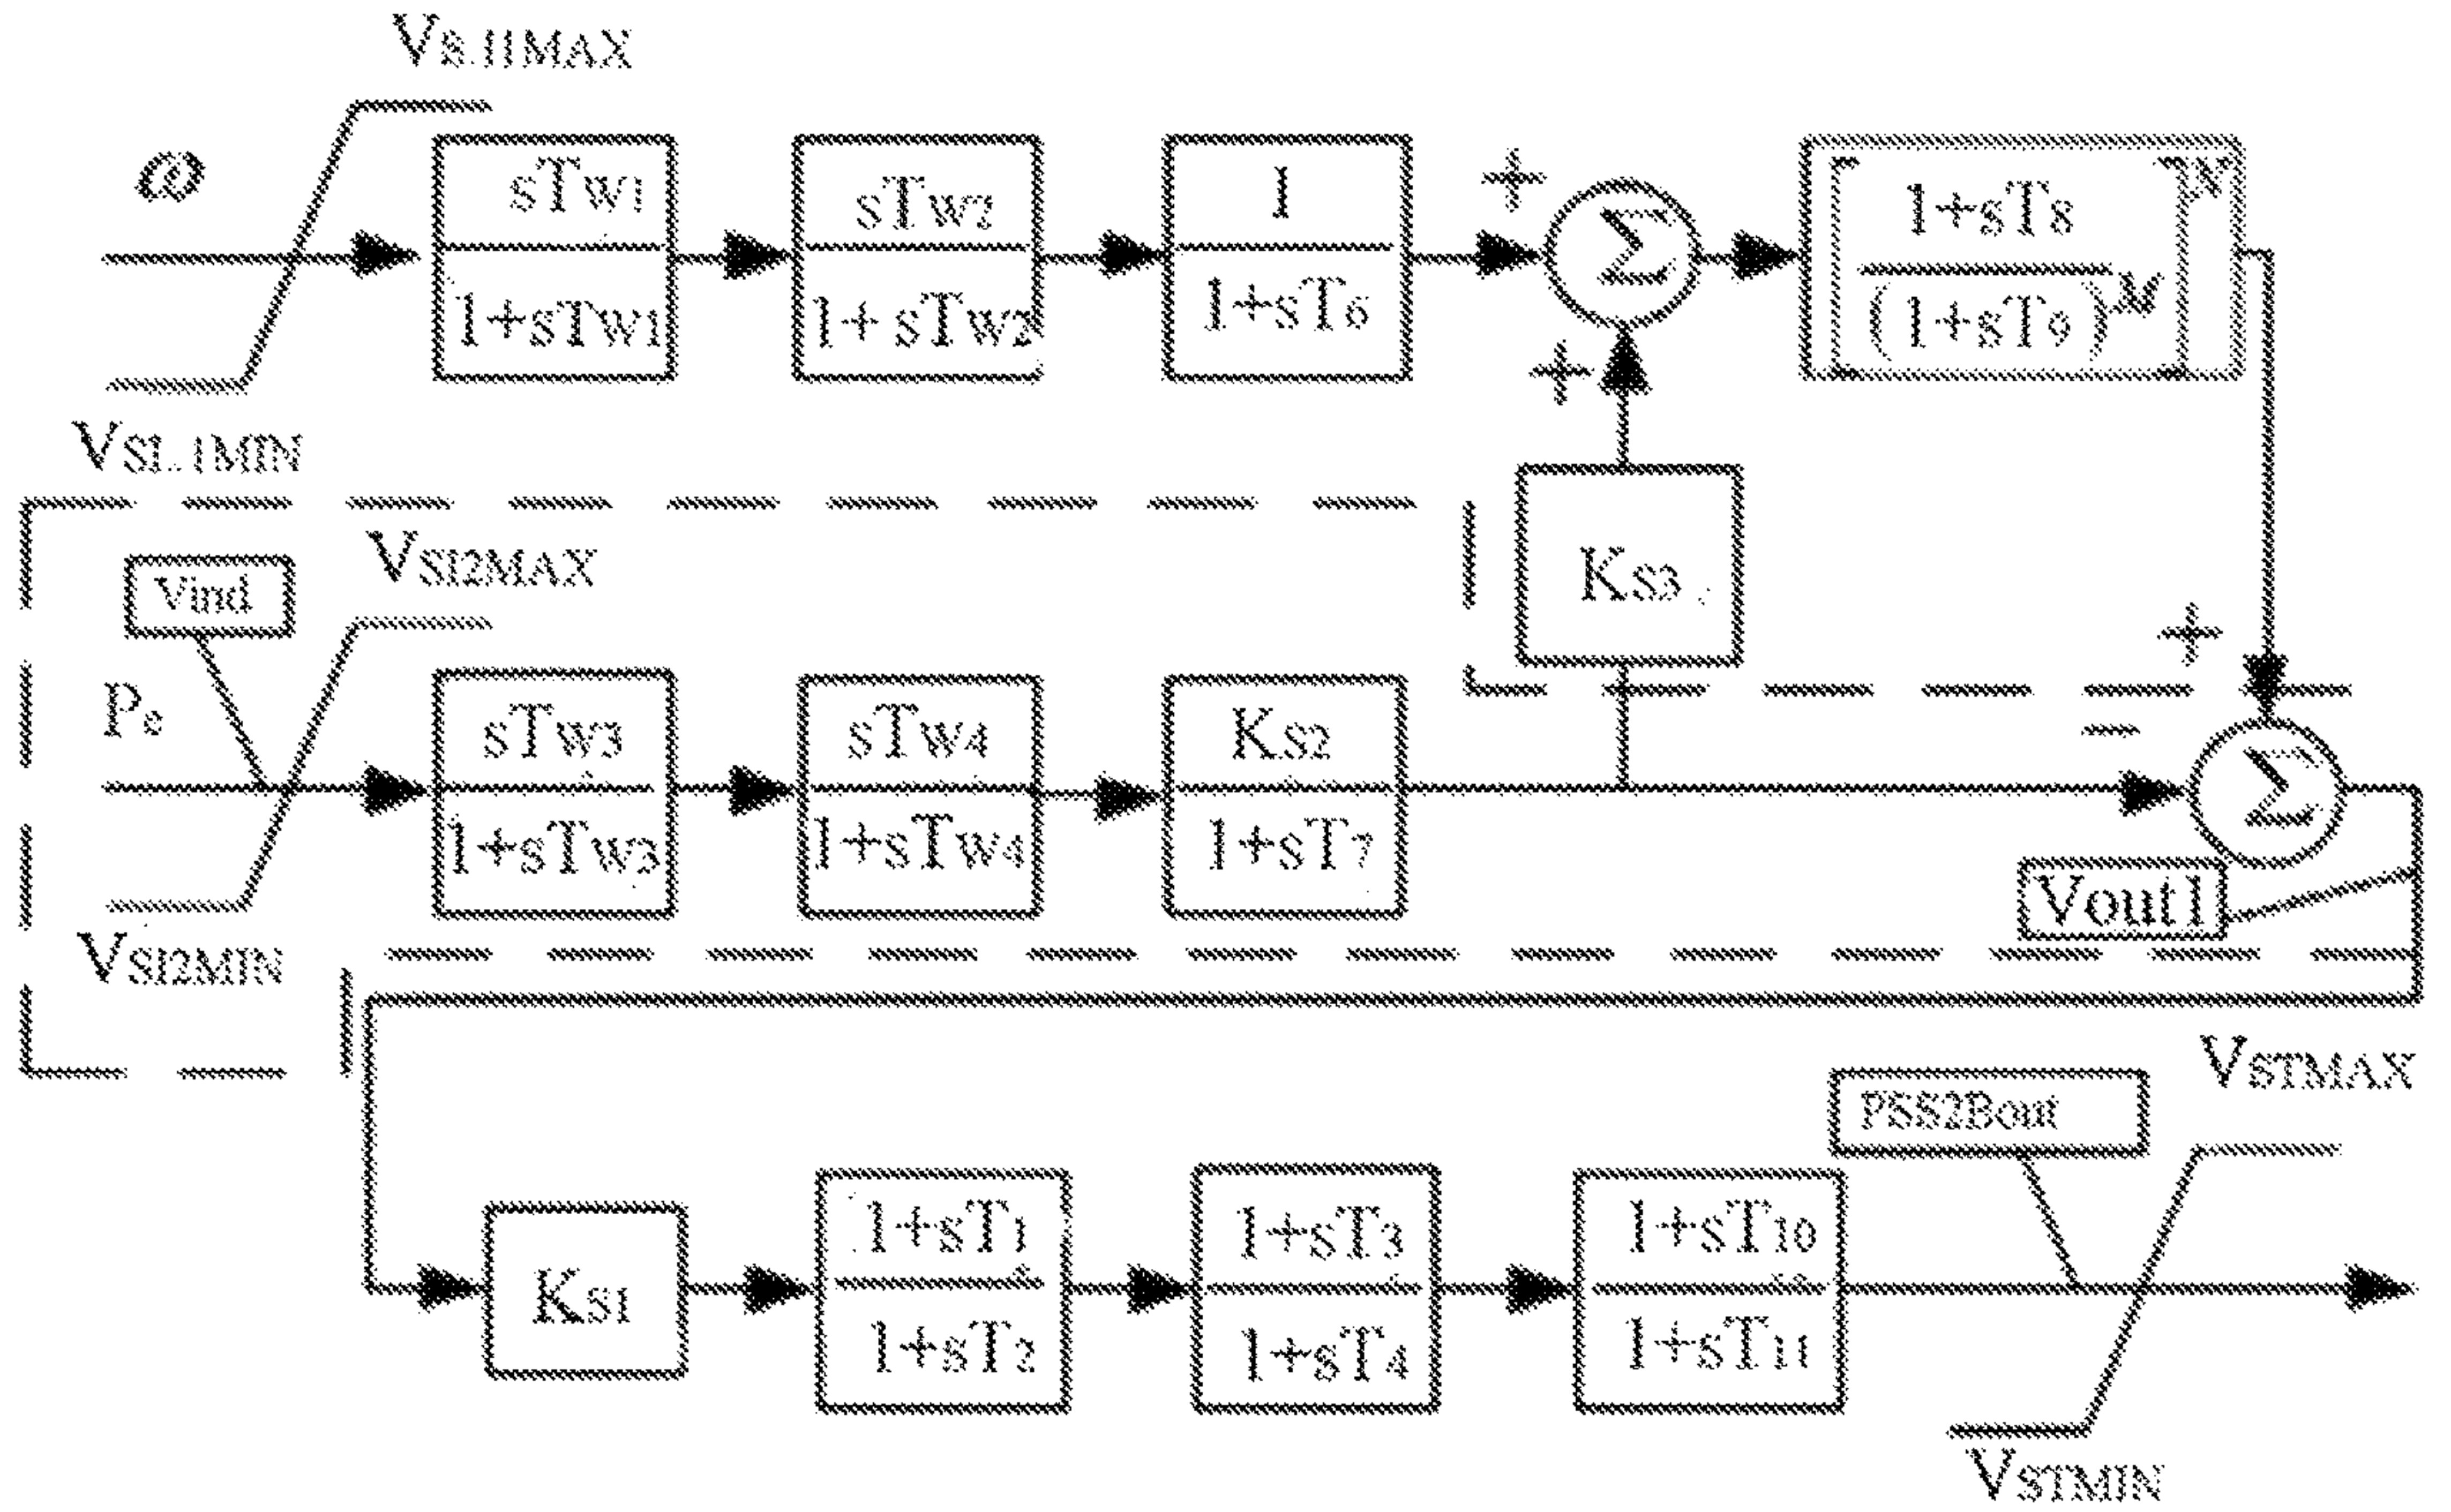 VSI1MAX
ω
sTW1
1+sTW1
sTW2
1+sTW2
1
1+sT6
+
Σ
+
[1+sT8
(1+sT9)M]N
VSI1MIN
KS3
VSI2MAX
Vind
Pe
sTW3
1+sTW3
sTW4
1+sTW4
KS2
1+sT7
+
−
Σ
Vout1
VSI2MIN
VSTMAX
PSS2Bout
KS1
1+sT1
1+sT2
1+sT3
1+sT4
1+sT10
1+sT11
VSTMIN